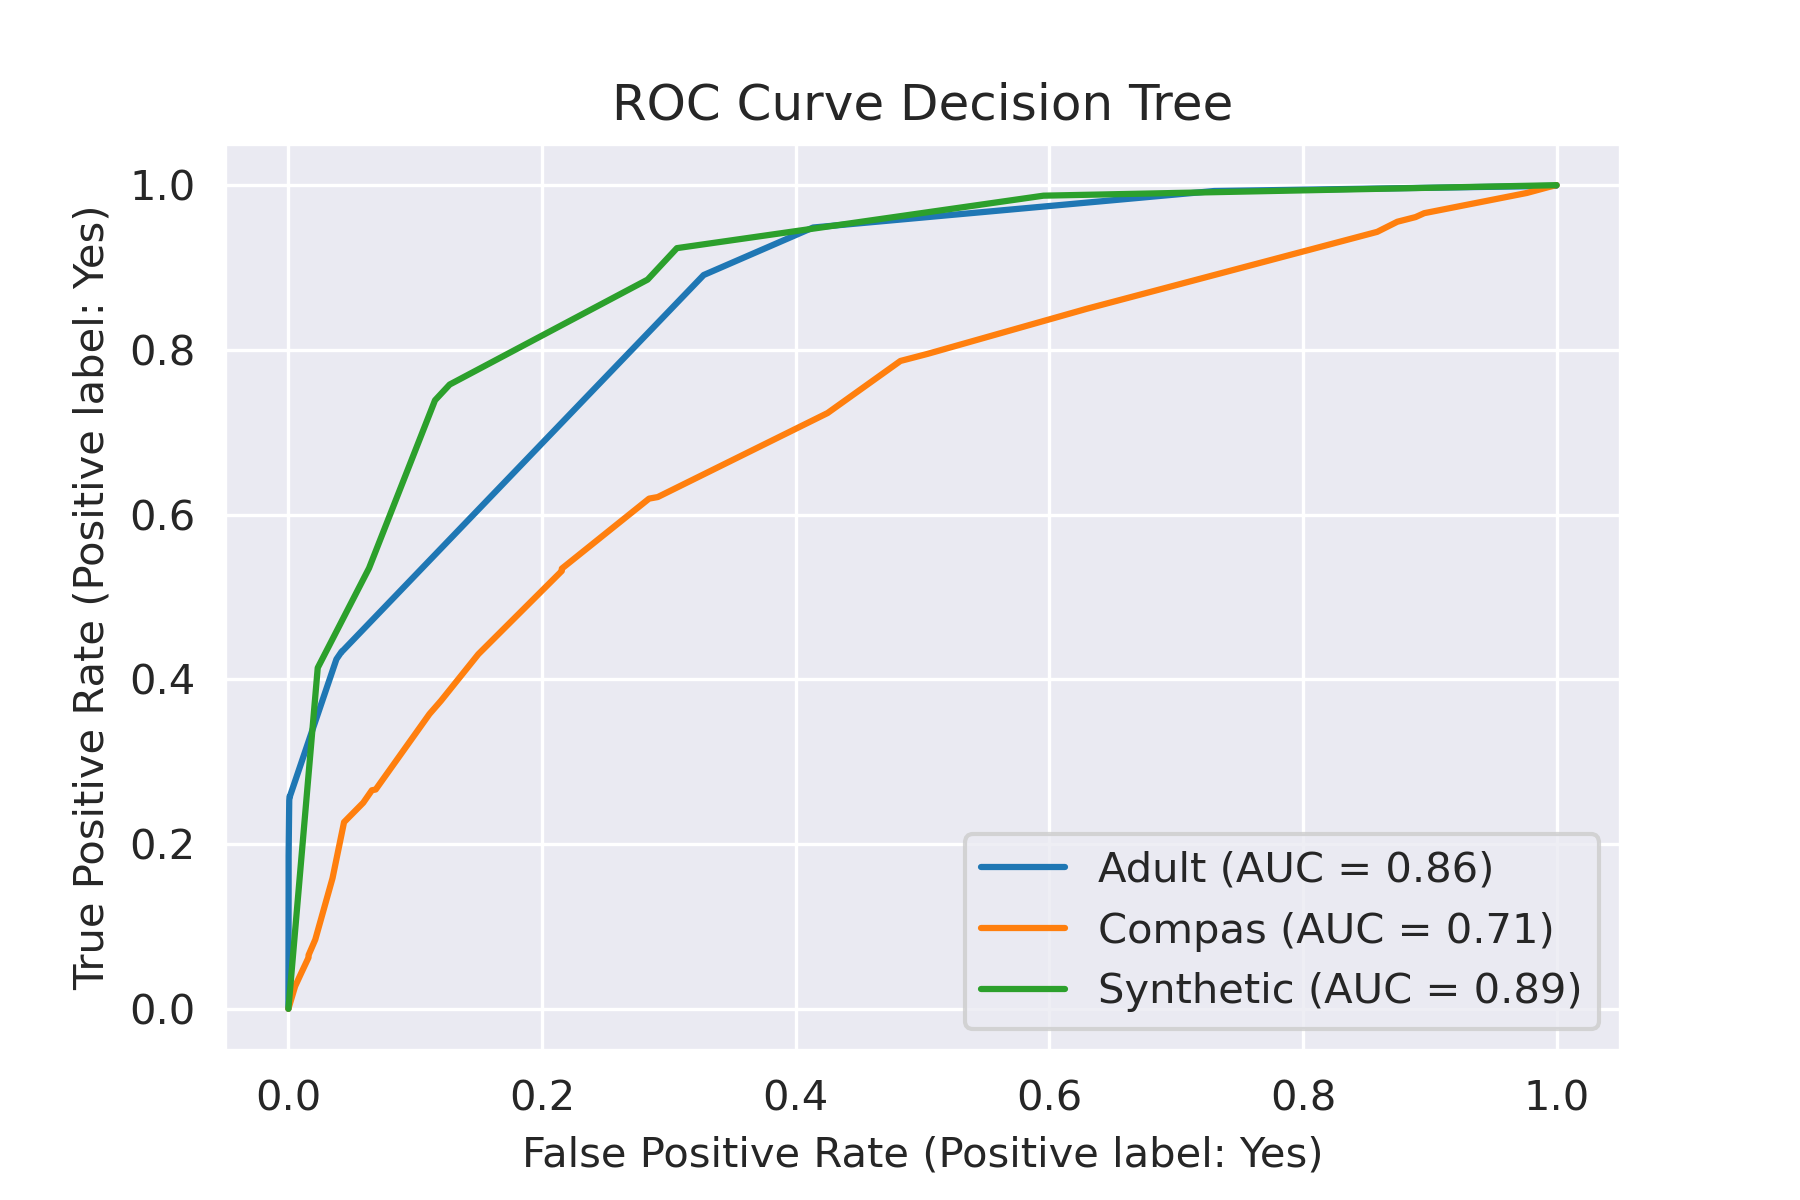 ROC Curve Decision Tree
True Positive Rate (Positive label: Yes)
1.0
0.8
0.6
0.4
0.2
0.0
Adult (AUC = 0.86)
Compas (AUC = 0.71)
Synthetic (AUC = 0.89)
0.0 0.2 0.4 0.6 0.8 1.0
False Positive Rate (Positive label: Yes)